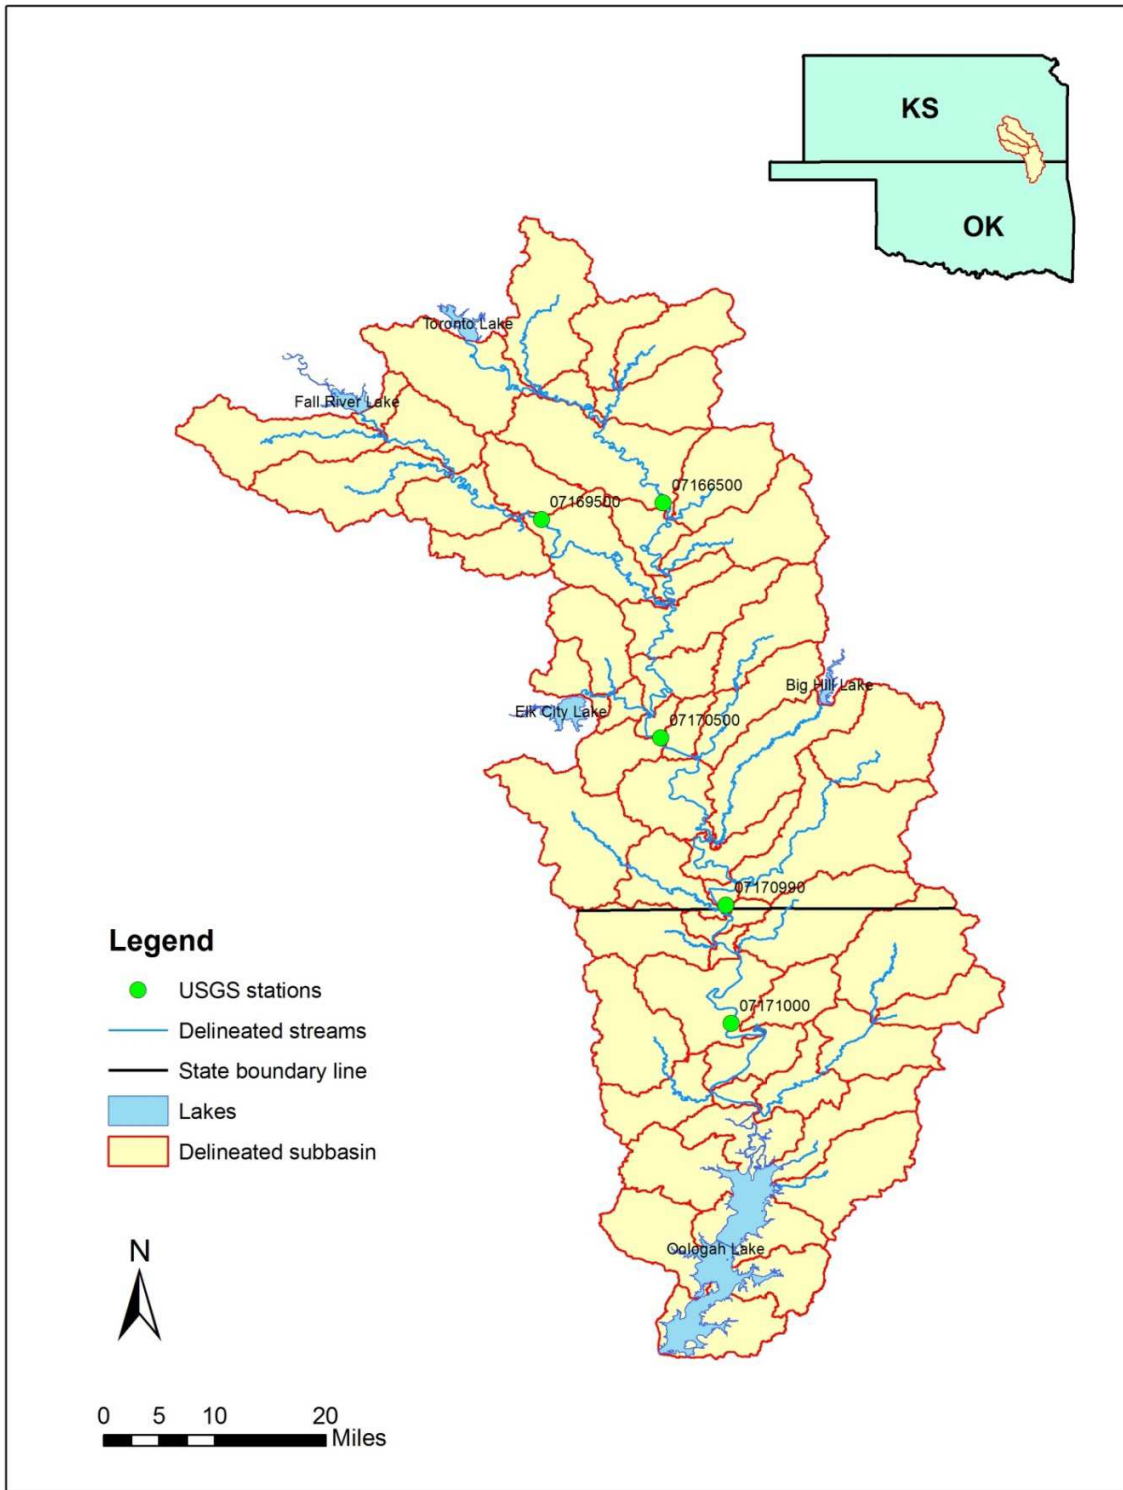 KS
OK
Toronto Lake
Fall River Lake
07166500
07169500
Big Hill Lake
Elk City Lake
07170500
07170990
Legend
USGS stations
07171000
Delineated streams
State boundary line
Lakes
Delineated subbasin
N
Oologah Lake
0 5 10 20
Miles